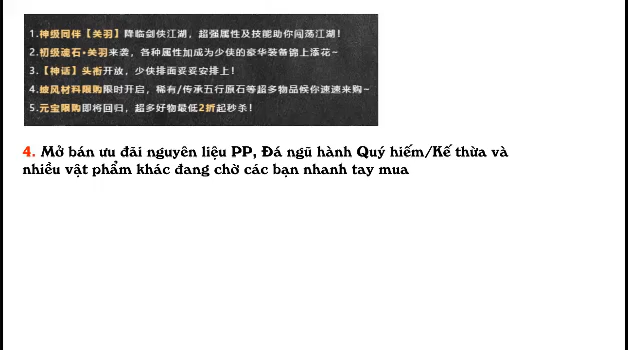 1.神级同伴【关羽】降临剑侠江湖，超强属性及技能助你闯荡江湖！
2.初级魂石·关羽来袭，各种属性加成为少侠的豪华装备锦上添花~
3.【神话】头衔开放，少侠排面妥妥安排上！
4.披风材料限购限时开启，稀有/传承五行原石等超多物品候你速速来购~
5.元宝限购即将回归，超多好物最低2折起秒杀！
4. Mở bán ưu đãi nguyên liệu PP, Đá ngũ hành Quý hiếm/Kế thừa và
nhiều vật phẩm khác đang chờ các bạn nhanh tay mua